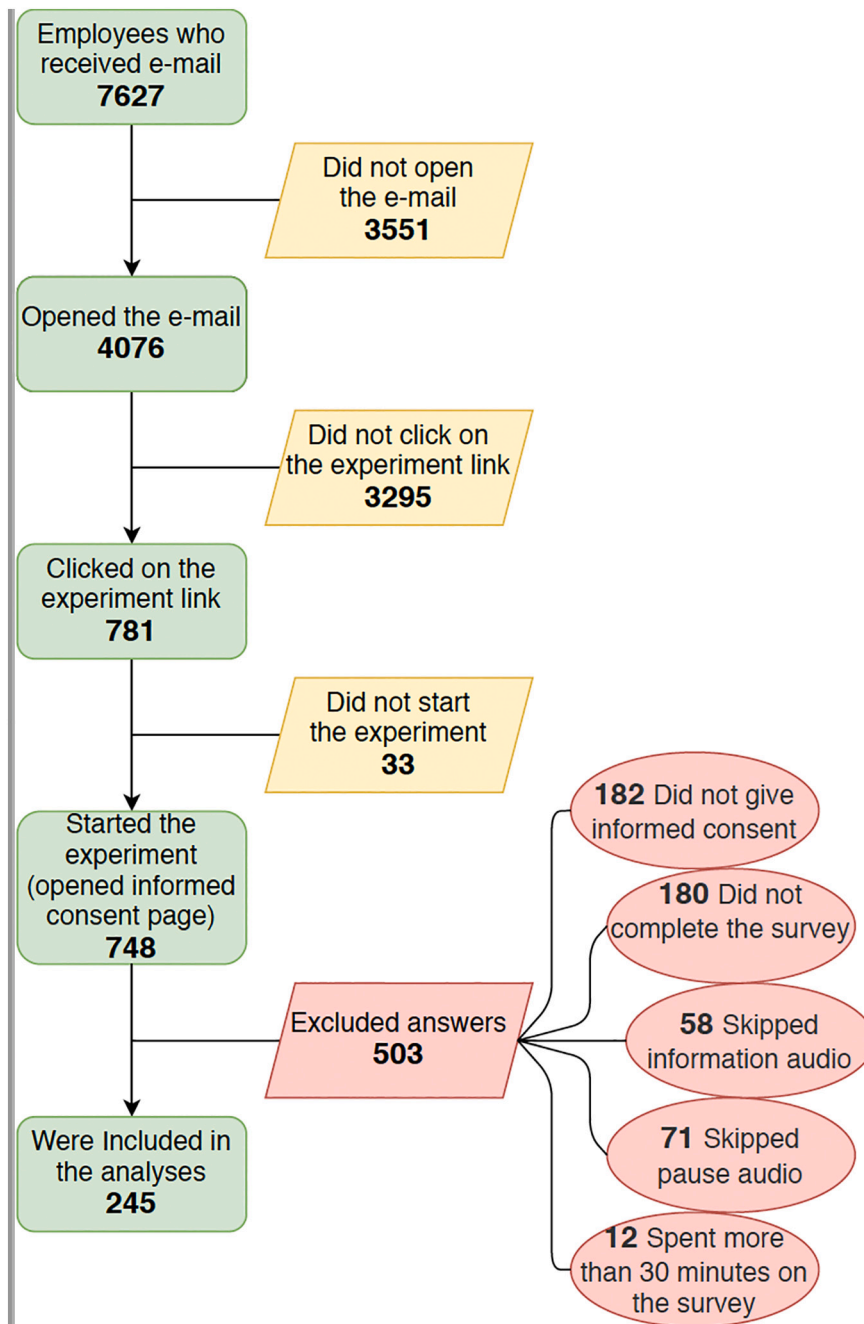 Employees who
received e-mail
7627
Did not open
the e-mail
3551
Opened the e-mail
4076
Did not click on
the experiment link
3295
Clicked on the
experiment link
781
Did not start
the experiment
33
Started the
experiment
(opened informed
consent page)
748
182 Did not give
informed consent
180 Did not
complete the survey
Excluded answers
503
58 Skipped
information audio
71 Skipped
pause audio
Were Included in
the analyses
245
12 Spent more
than 30 minutes on
the survey